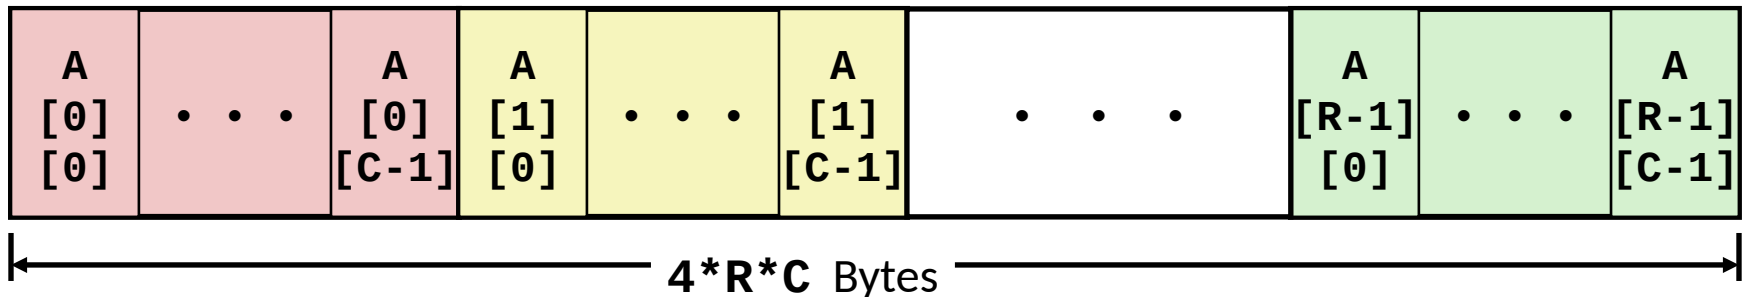 A A A A A A
[0] • • • [0] [1] • • • [1] • • • [R-1] • • • [R-1]
[0] [C-1] [0] [C-1] [0] [C-1]
4*R*C Bytes